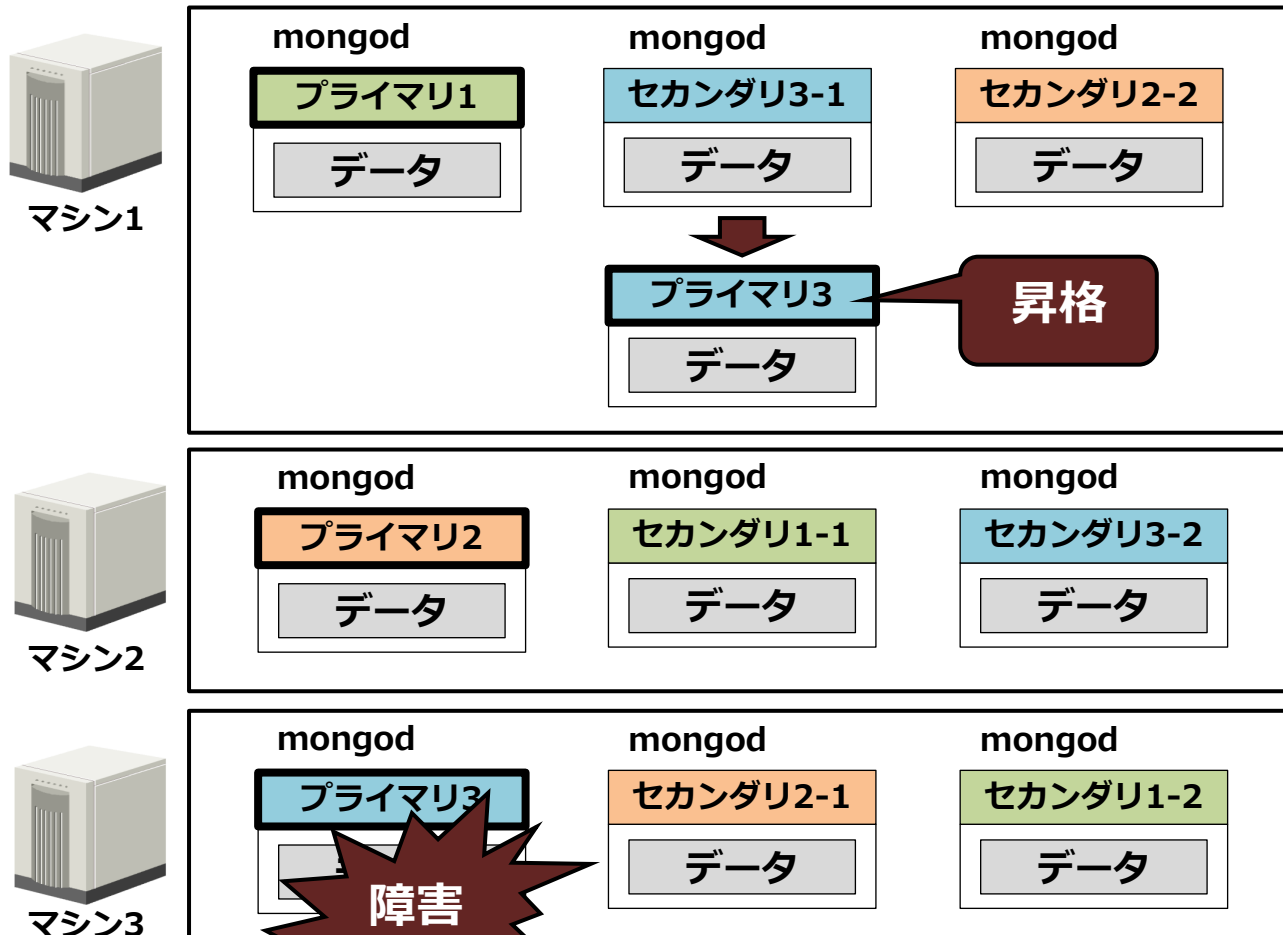 mongod
mongod
mongod
プライマリ1
セカンダリ3-1
セカンダリ2-2
データ
データ
データ
マシン1
プライマリ3
昇格
データ
mongod
mongod
mongod
プライマリ2
セカンダリ1-1
セカンダリ3-2
データ
データ
データ
マシン2
mongod
mongod
mongod
プライマリ3
セカンダリ2-1
セカンダリ1-2
データ
データ
障害
マシン3